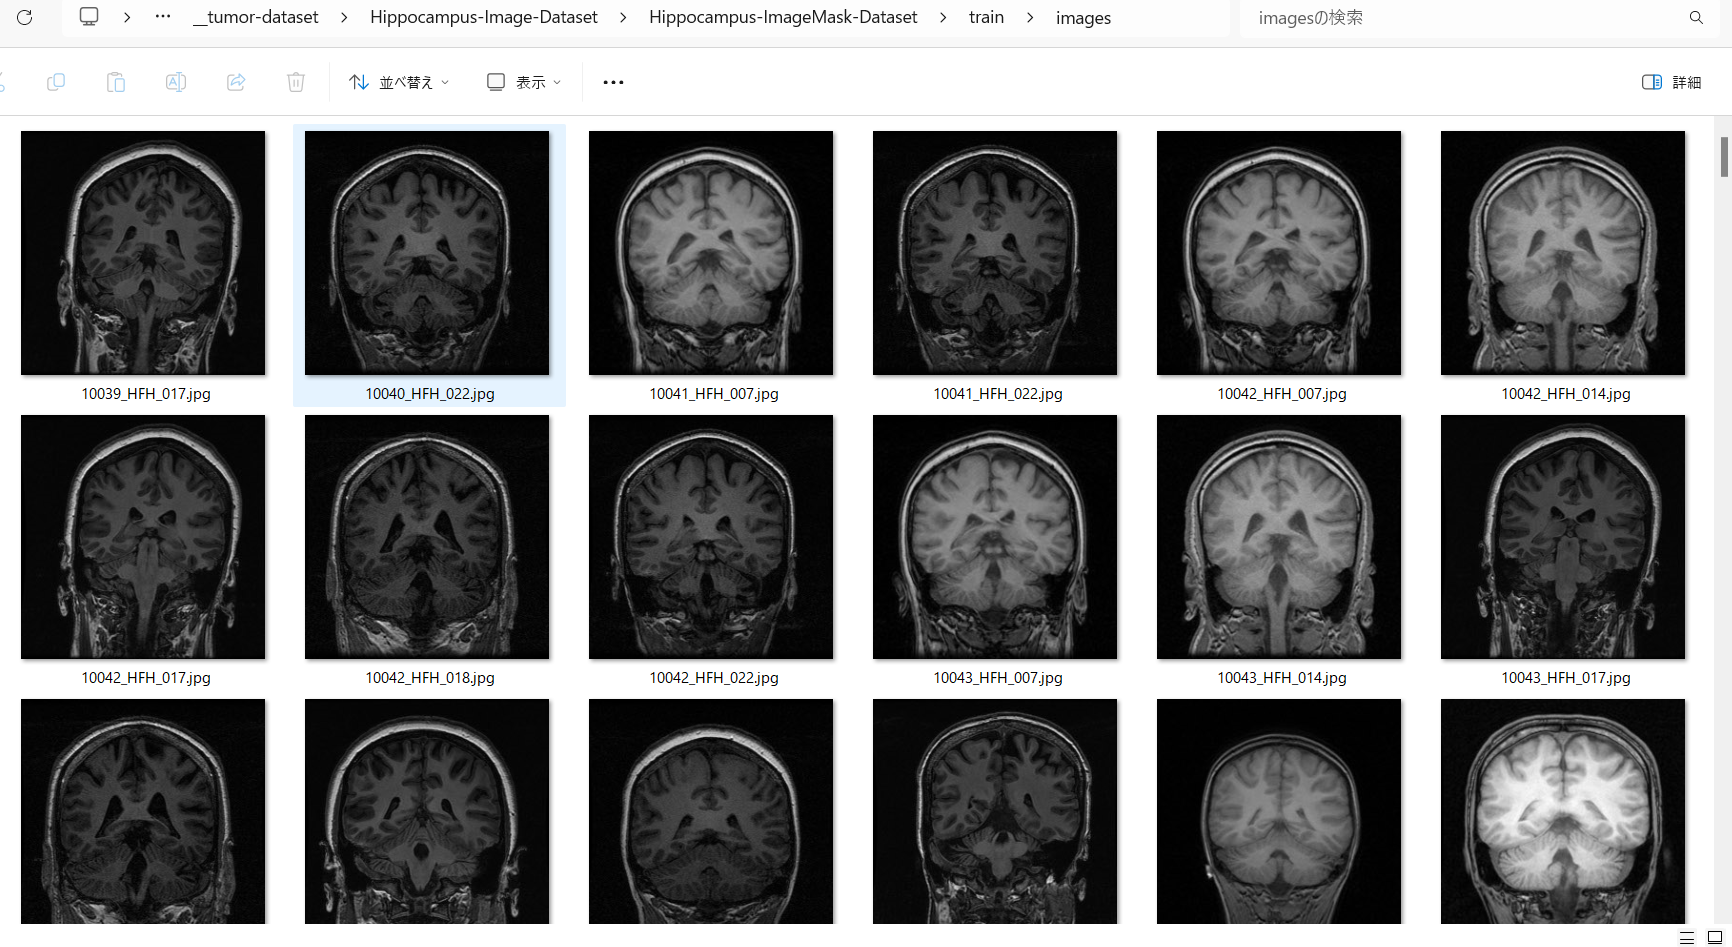 __tumor-dataset > Hippocampus-Image-Dataset > Hippocampus-ImageMask-Dataset > train > images
imagesの検索
並べ替え 表示 詳細
10039_HFH_017.jpg 10040_HFH_022.jpg 10041_HFH_007.jpg 10041_HFH_022.jpg 10042_HFH_007.jpg 10042_HFH_014.jpg
10042_HFH_017.jpg 10042_HFH_018.jpg 10042_HFH_022.jpg 10043_HFH_007.jpg 10043_HFH_014.jpg 10043_HFH_017.jpg